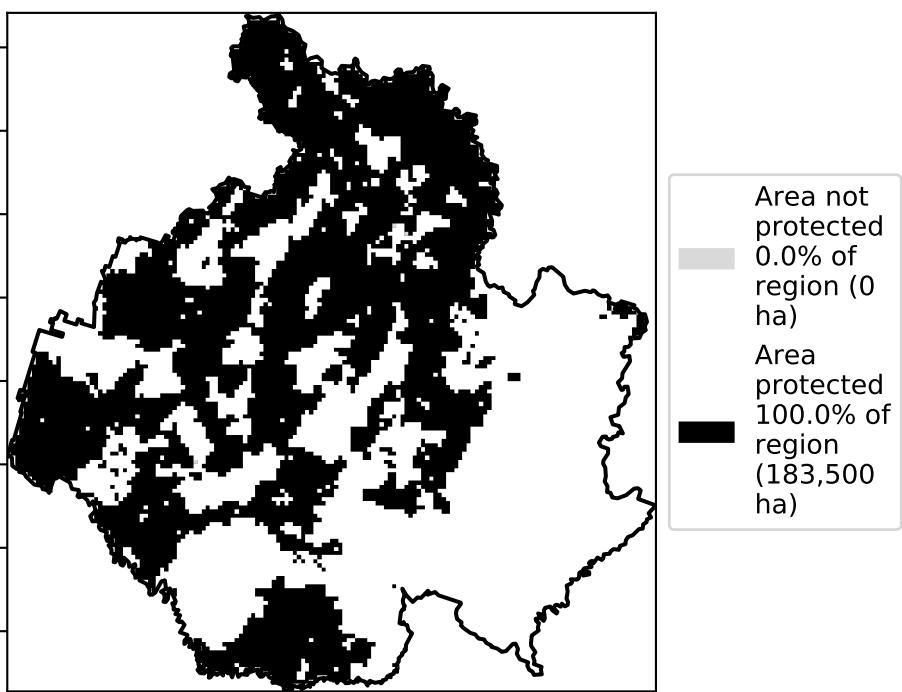 Area not
protected
0.0% of
region (0
ha)
Area
protected
100.0% of
region
(183,500
ha)